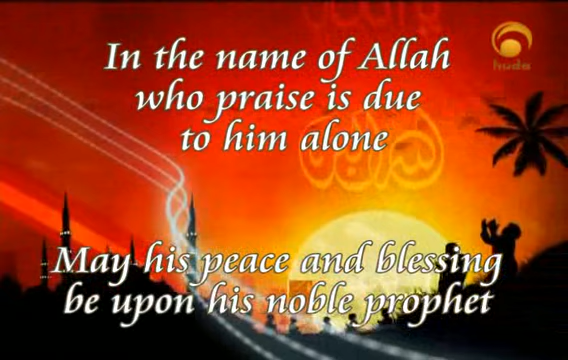 In the name of Allah
huda
who praise is due
to him alone
May his peace and blessing
be upon his noble prophet